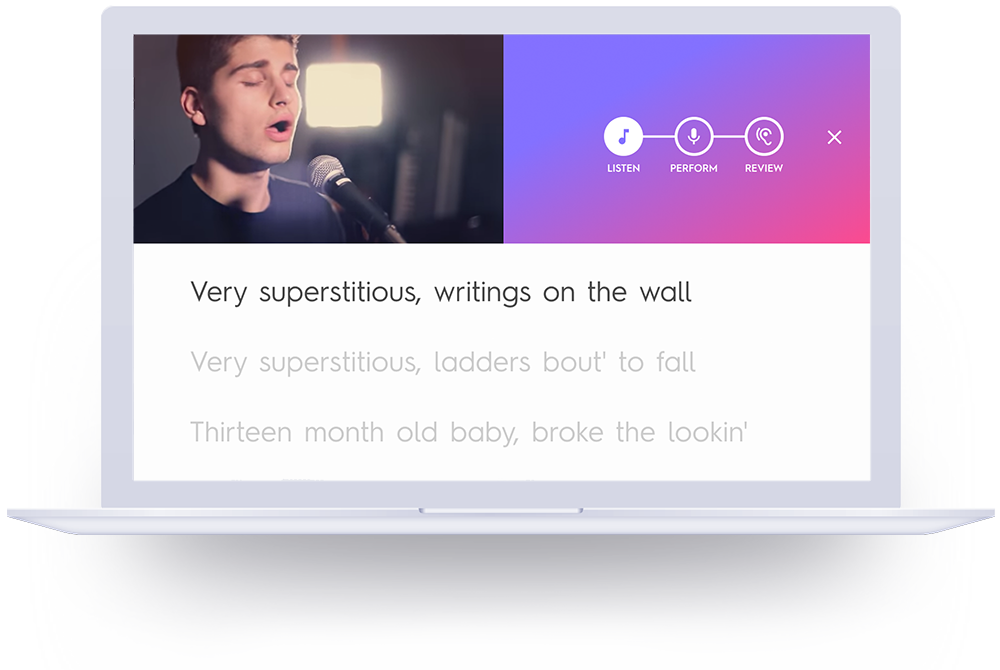 LISTEN PERFORM REVIEW
Very superstitious, writings on the wall
Very superstitious, ladders bout' to fall
Thirteen month old baby, broke the lookin'